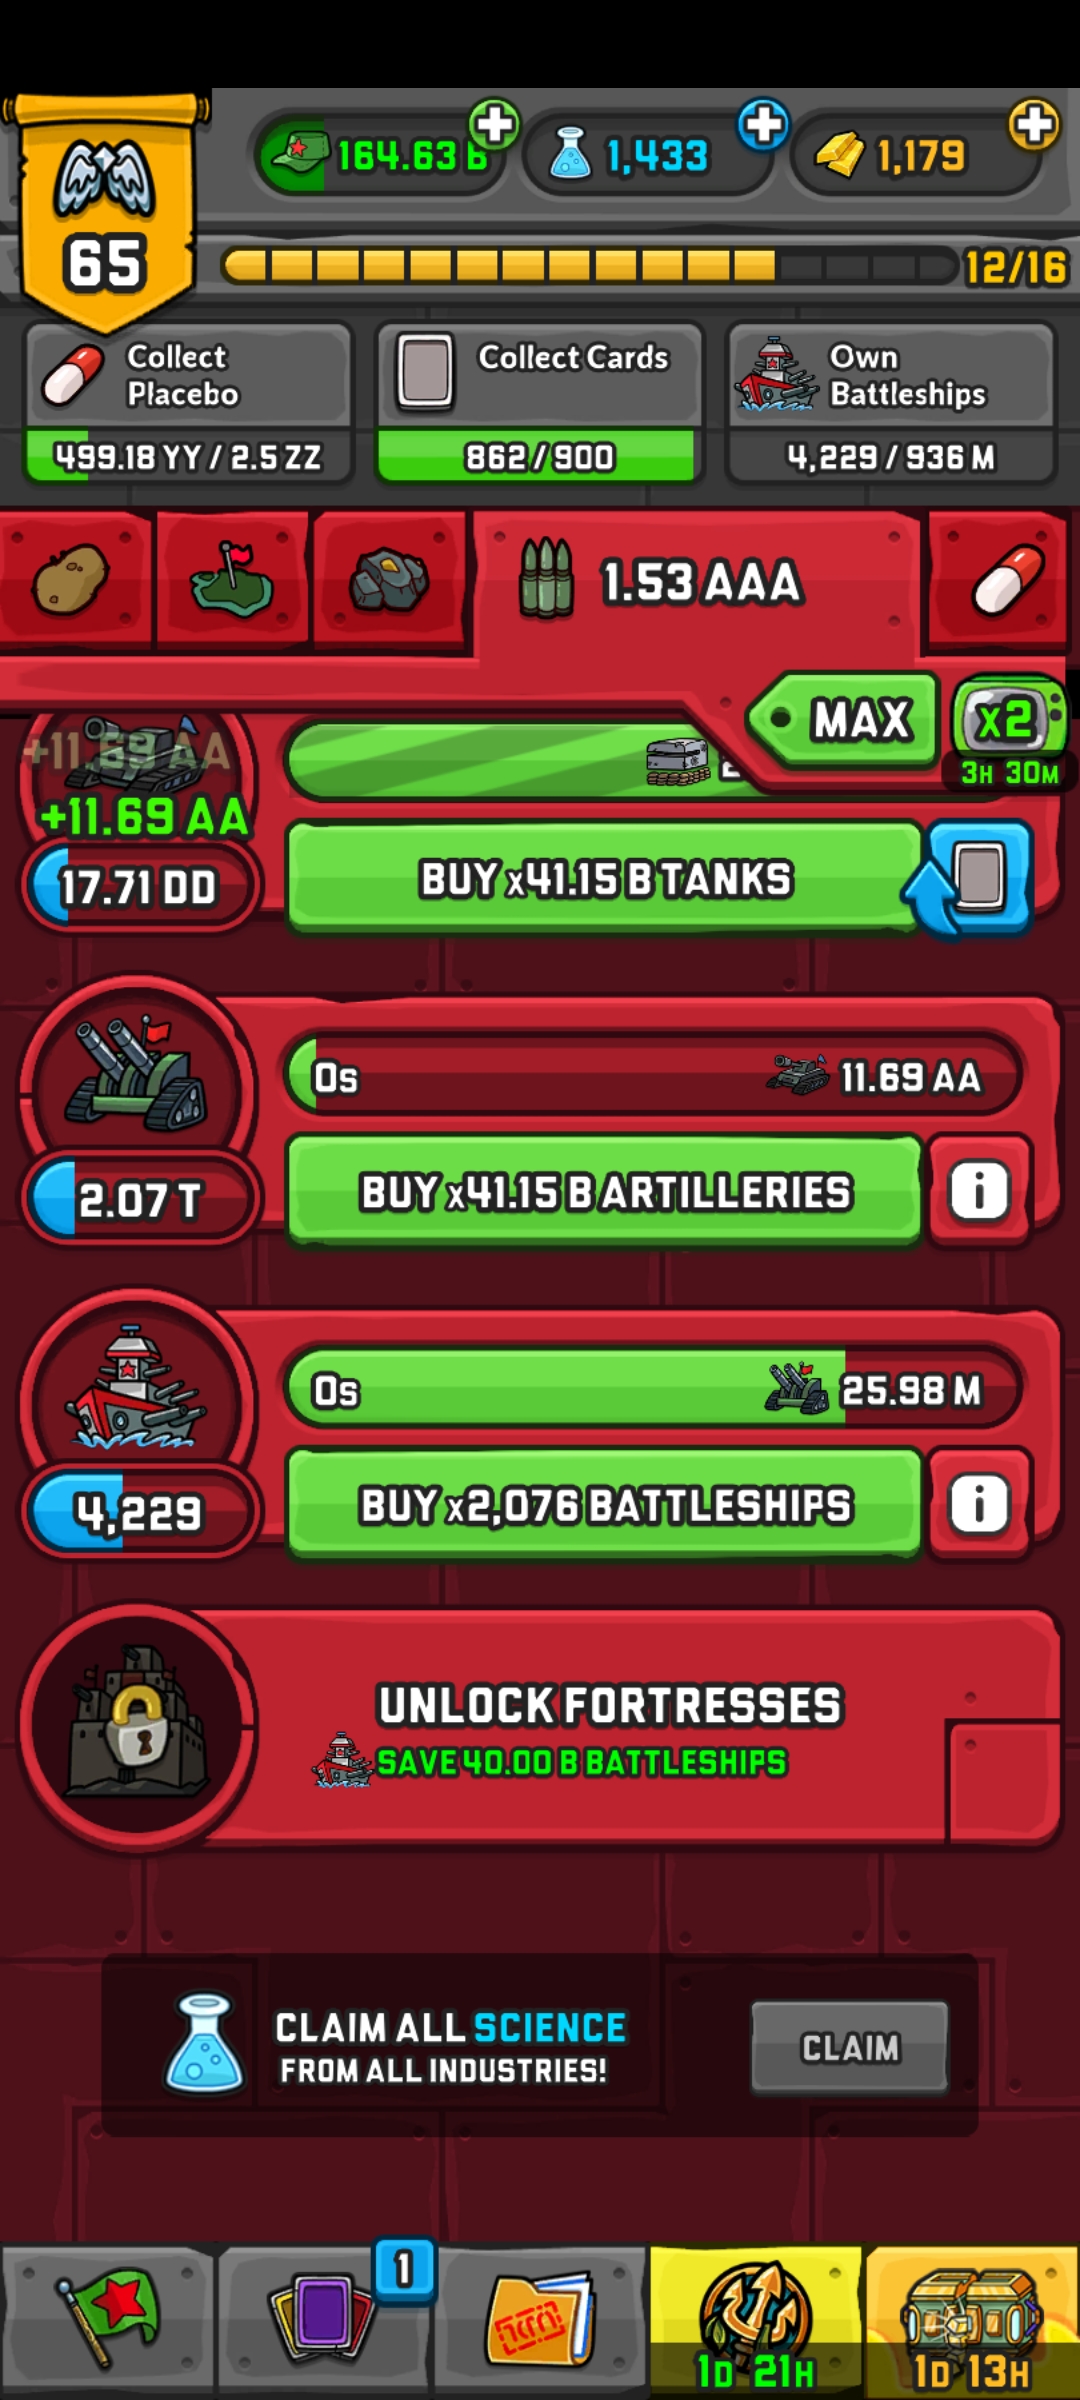 164.63 B
1,433
1,179
65
12/16
Collect
Placebo
499.18 YY / 2.5 ZZ
Collect Cards
862/900
Own
Battleships
4,229 / 936 M
1.53 AAA
MAX
x2
3H 30M
+11.69 AA
+11.69 AA
17.71 DD
BUY x41.15 B TANKS
0s
11.69 AA
2.07 T
BUY x41.15 B ARTILLERIES
i
0s
25.98 M
4,229
BUY x2,076 BATTLESHIPS
i
UNLOCK FORTRESSES
SAVE 40.00 B BATTLESHIPS
CLAIM ALL SCIENCE
FROM ALL INDUSTRIES!
CLAIM
1
1D 21H
1D 13H